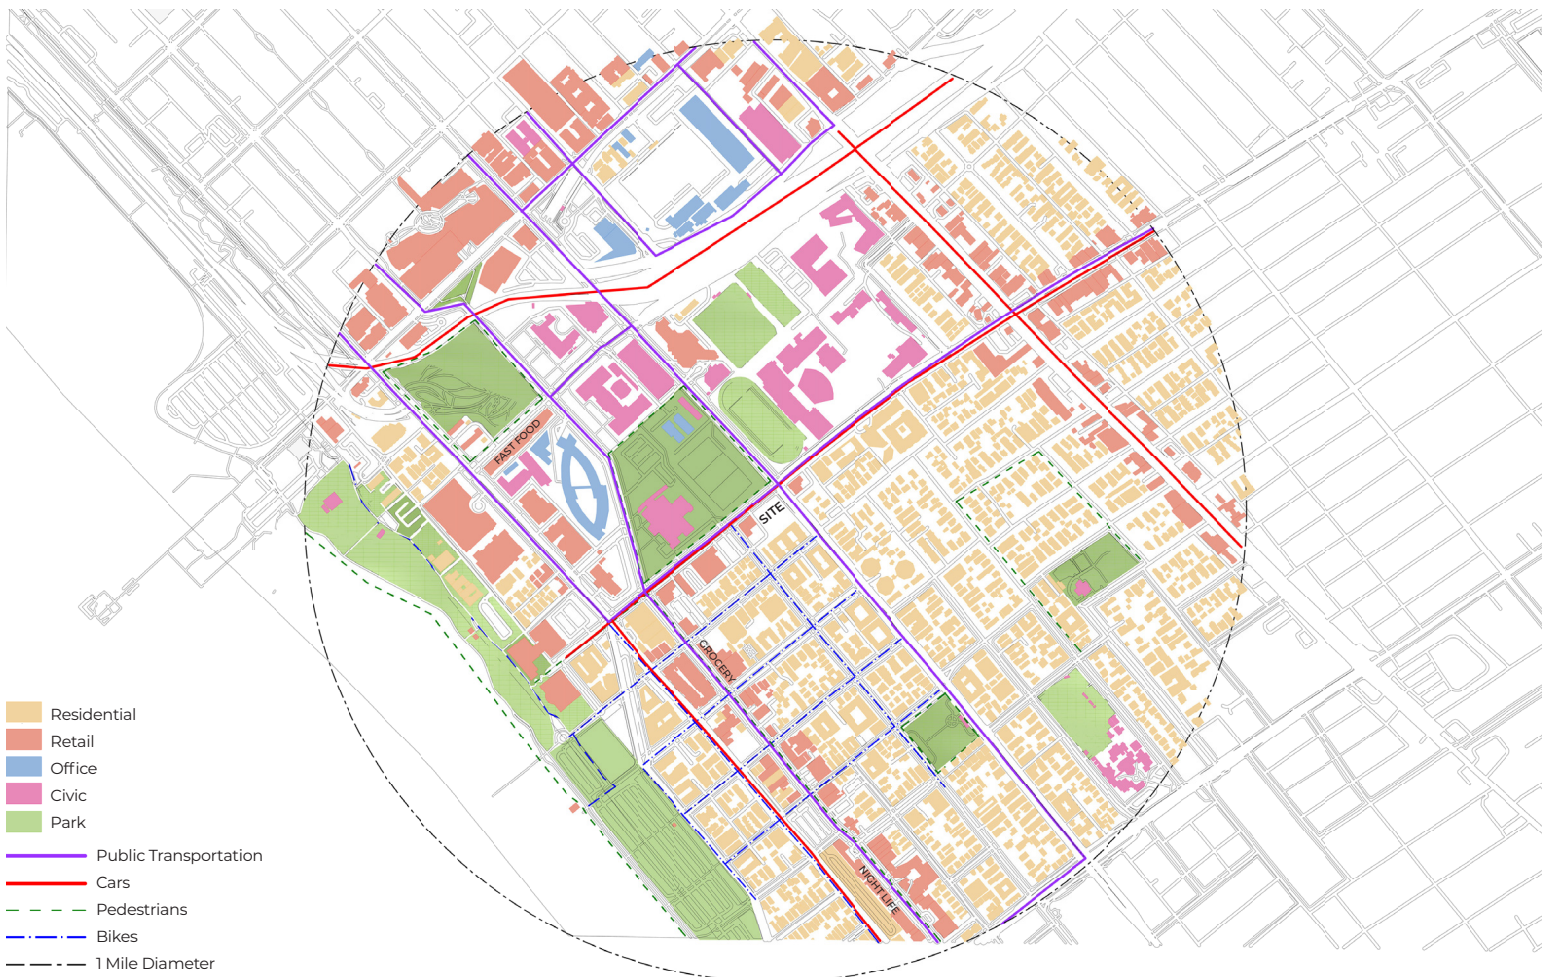 FAST FOOD
SITE
GROCERY
NIGHTLIFE
Residential
Retail
Office
Civic
Park
Public Transportation
Cars
Pedestrians
Bikes
1 Mile Diameter